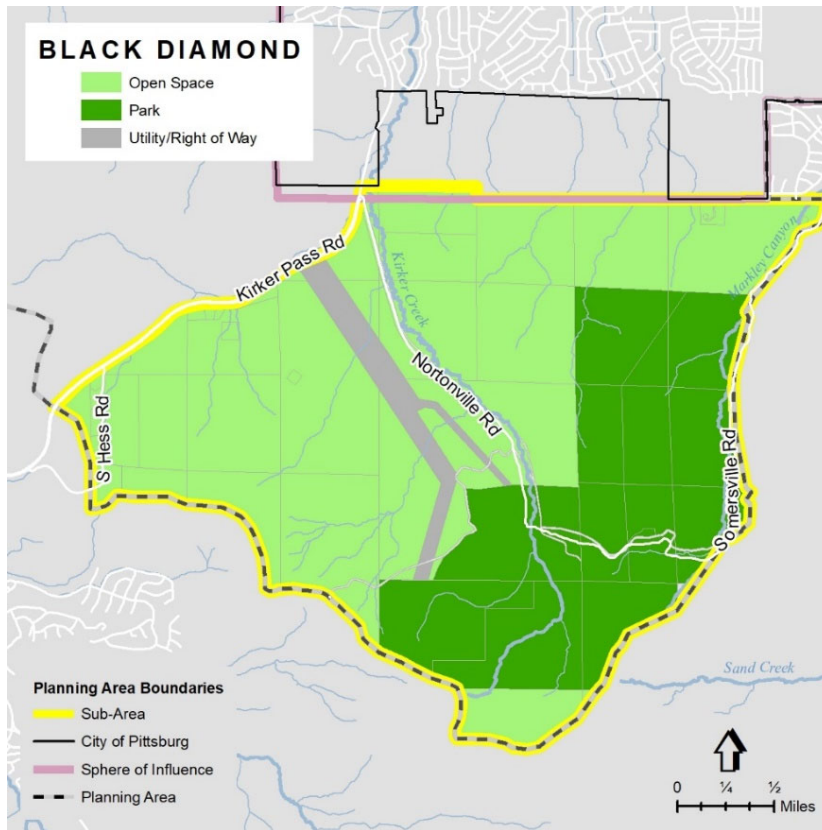 BLACK DIAMOND
Open Space
Park
Utility/Right of Way
Kirker Pass Rd
Kirker Creek
Markley Canyon
Nortonville Rd
S Hess Rd
Somersville Rd
Sand Creek
Planning Area Boundaries
Sub-Area
City of Pittsburg
Sphere of Influence
Planning Area
0 ¼ ½
Miles